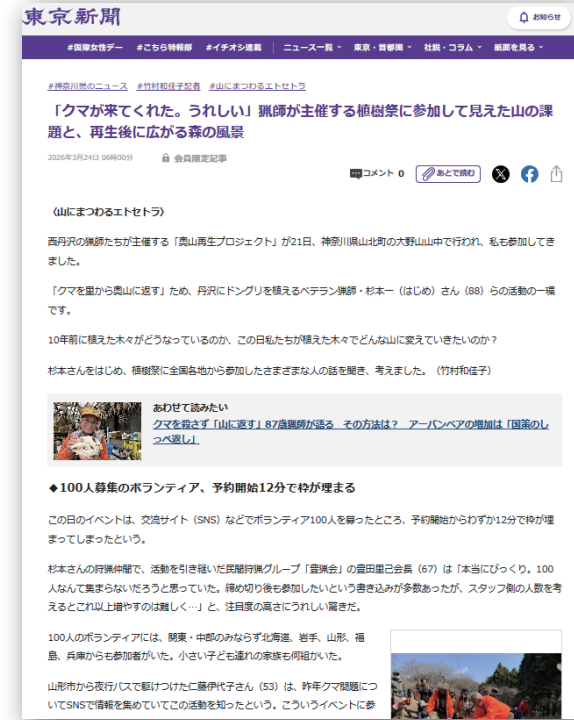 東京新聞
お知らせ
#国際女性デー #こちら特報部 #イチオシ連載 ニュース一覧 東京・首都圏 社説・コラム 紙面を見る
#神奈川県のニュース #竹村和佳子記者 #山にまつわるエトセトラ
「クマが来てくれた。うれしい」猟師が主催する植樹祭に参加して見えた山の課
題と、再生後に広がる森の風景
2026年3月24日 06時00分 会員限定記事
コメント 0 あとで読む
〈山にまつわるエトセトラ〉
西丹沢の猟師たちが主催する「奥山再生プロジェクト」が21日、神奈川県山北町の大野山山中で行われ、私も参加してき
ました。
「クマを里から奥山に返す」ため、丹沢にドングリを植えるベテラン猟師・杉本一（はじめ）さん（88）らの活動の一環
です。
10年前に植えた木々がどうなっているのか、この日私たちが植えた木々でどんな山に変えていきたいのか？
杉本さんをはじめ、植樹祭に全国各地から参加したさまざまな人の話を聞き、考えました。（竹村和佳子）
あわせて読みたい
クマを殺さず「山に返す」87歳猟師が語る その方法は？ アーバンベアの増加は「国策のし
っぺ返し」
◆100人募集のボランティア、予約開始12分で枠が埋まる
この日のイベントは、交流サイト（SNS）などでボランティア100人を募ったところ、予約開始からわずか12分で枠が埋
まってしまったという。
杉本さんの狩猟仲間で、活動を引き継いだ民間狩猟グループ「豊猟会」の豊田里己会長（67）は「本当にびっくり。100
人なんて集まらないだろうと思っていた。締め切り後も参加したいという書き込みが多数あったが、スタッフ側の人数を考
えるとこれ以上増やすのは難しく…」と、注目度の高さにうれしい驚きだ。
100人のボランティアには、関東・中部のみならず北海道、岩手、山形、福
島、兵庫からも参加者がいた。小さい子ども連れの家族も何組かいた。
山形市から夜行バスで駆けつけた仁藤伊代子さん（53）は、昨年クマ問題につ
いてSNSで情報を集めていてこの活動を知ったという。こういうイベントに参